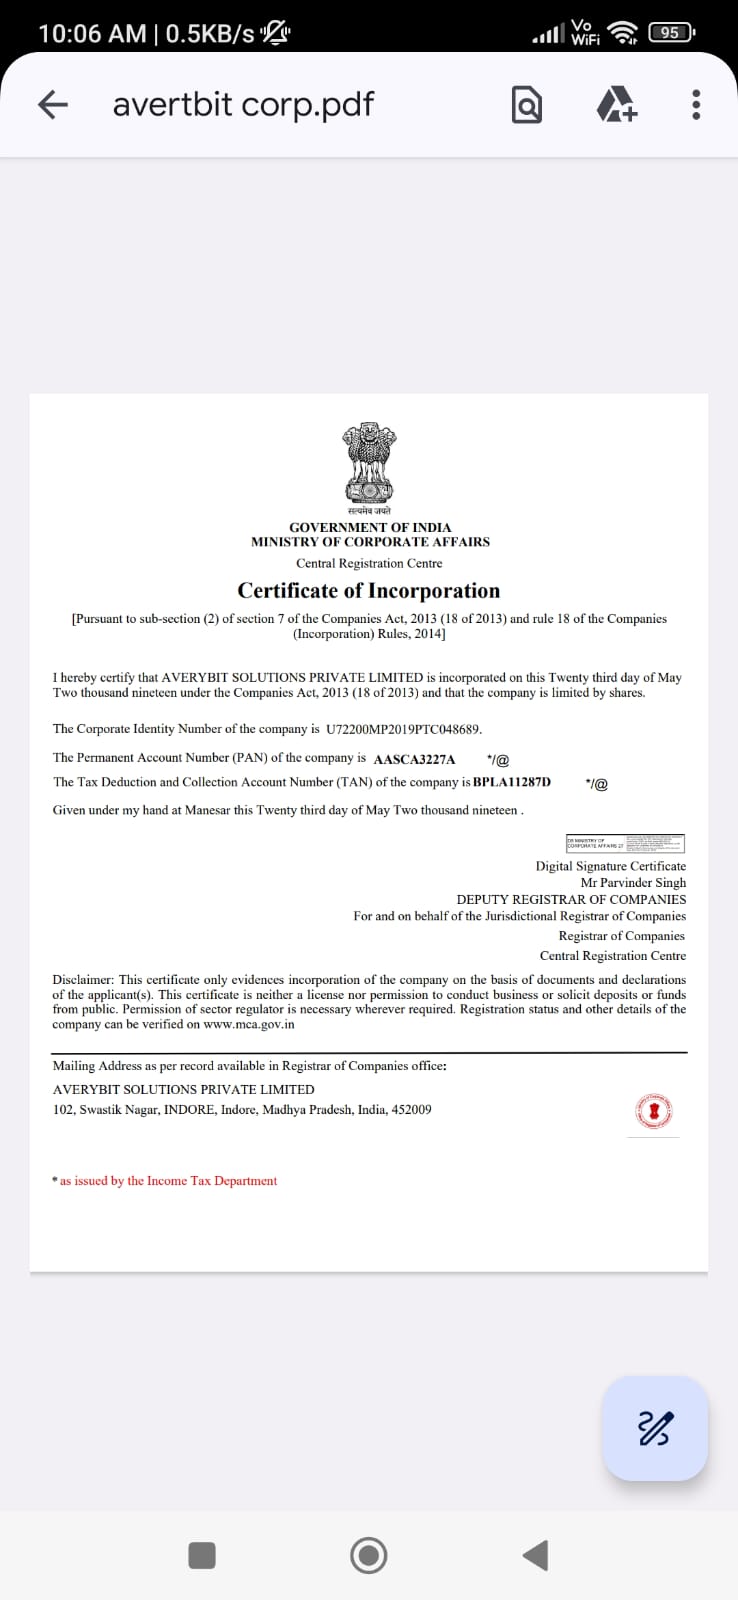 10:06 AM | 0.5KB/s
Vo
WiFi
95
avertbit corp.pdf
सत्यमेव जयते
GOVERNMENT OF INDIA
MINISTRY OF CORPORATE AFFAIRS
Central Registration Centre
Certificate of Incorporation
[Pursuant to sub-section (2) of section 7 of the Companies Act, 2013 (18 of 2013) and rule 18 of the Companies
(Incorporation) Rules, 2014]
I hereby certify that AVERYBIT SOLUTIONS PRIVATE LIMITED is incorporated on this Twenty third day of May
Two thousand nineteen under the Companies Act, 2013 (18 of 2013) and that the company is limited by shares.
The Corporate Identity Number of the company is U72200MP2019PTC048689.
The Permanent Account Number (PAN) of the company is AASCA3227A */@
The Tax Deduction and Collection Account Number (TAN) of the company is BPLA11287D */@
Given under my hand at Manesar this Twenty third day of May Two thousand nineteen .
DS MINISTRY OF
CORPORATE AFFAIRS
Digital Signature Certificate
Mr Parvinder Singh
DEPUTY REGISTRAR OF COMPANIES
For and on behalf of the Jurisdictional Registrar of Companies
Registrar of Companies
Central Registration Centre
Disclaimer: This certificate only evidences incorporation of the company on the basis of documents and declarations
of the applicant(s). This certificate is neither a license nor permission to conduct business or solicit deposits or funds
from public. Permission of sector regulator is necessary wherever required. Registration status and other details of the
company can be verified on www.mca.gov.in
Mailing Address as per record available in Registrar of Companies office:
AVERYBIT SOLUTIONS PRIVATE LIMITED
102, Swastik Nagar, INDORE, Indore, Madhya Pradesh, India, 452009
* as issued by the Income Tax Department